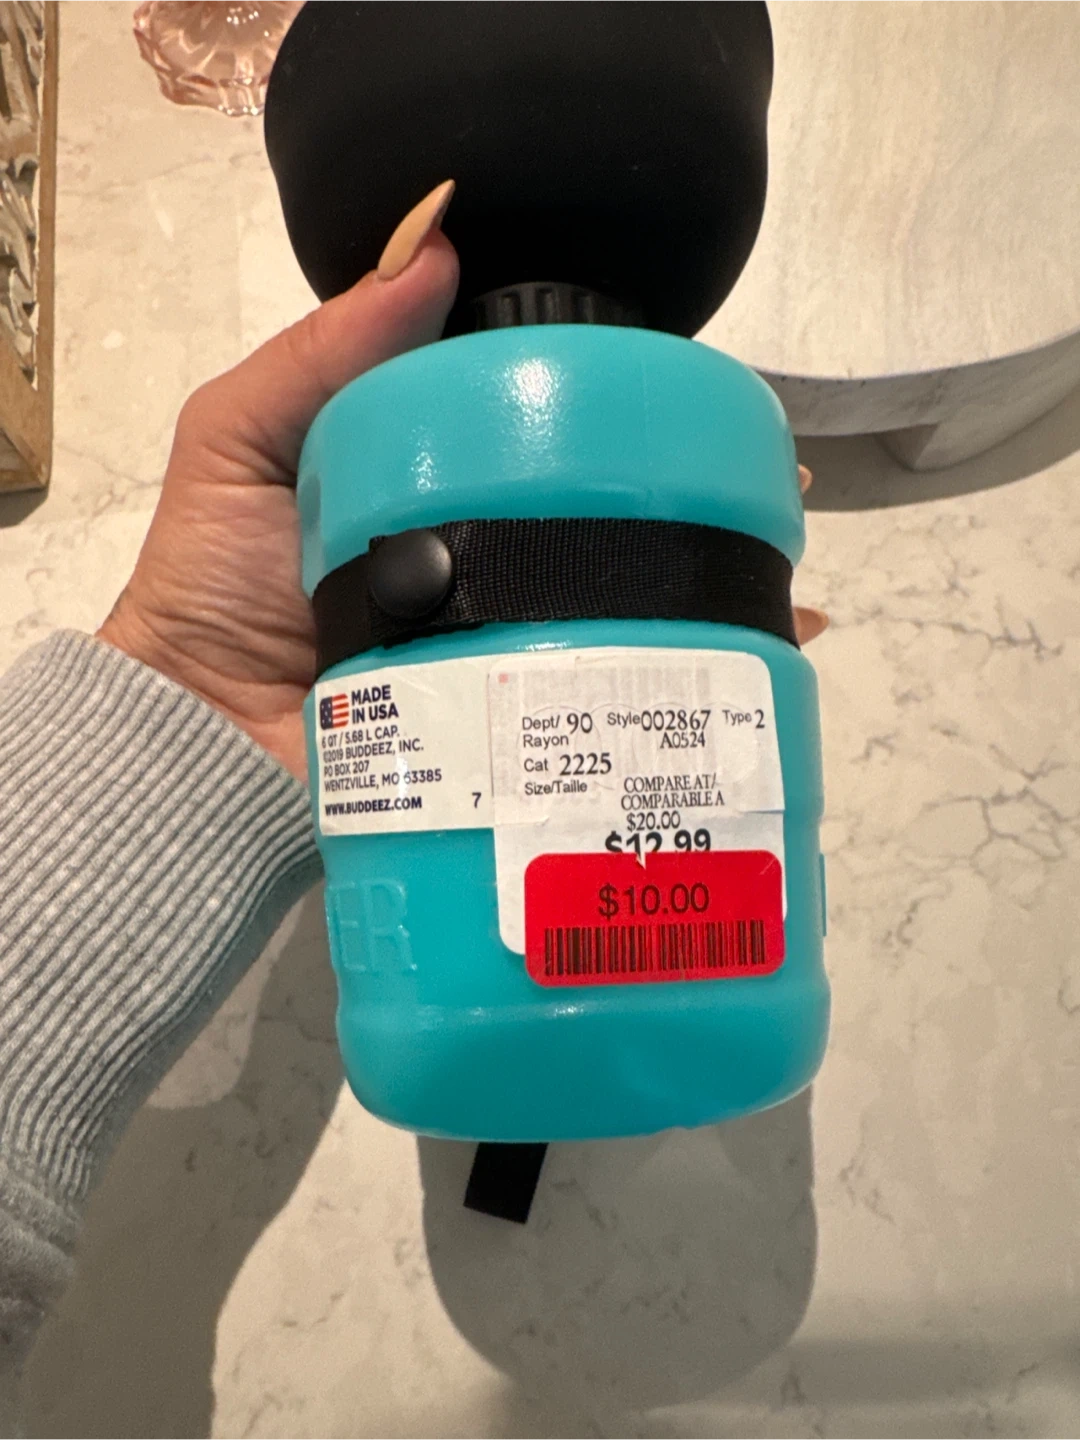 MADE
IN USA
6 QT / 5.68 L CAP.
©2019 BUDDEEZ, INC.
PO BOX 207
WENTZVILLE, MO 63385
WWW.BUDDEEZ.COM
7
Dept/ 90 Style 002867 Type 2
Rayon A0524
Cat 2225
Size/Taille
COMPARE AT/
COMPARABLE A
$20.00
$12.99
$10.00
ER